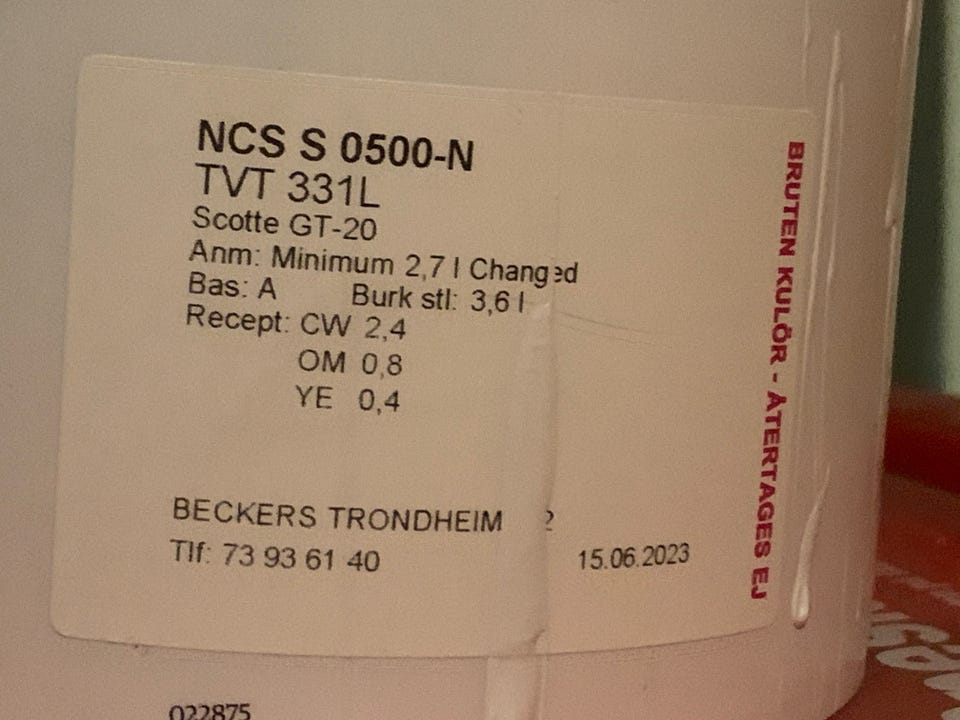 NCS S 0500-N
TVT 331L
Scotte GT-20
Anm: Minimum 2,7 l Changed
Bas: A Burk stl: 3,6 l
Recept: CW 2,4
OM 0,8
YE 0,4
BECKERS TRONDHEIM 2
Tlf: 73 93 61 40 15.06.2023
BRUTEN KULÖR - ÅTERTAGES EJ
022875